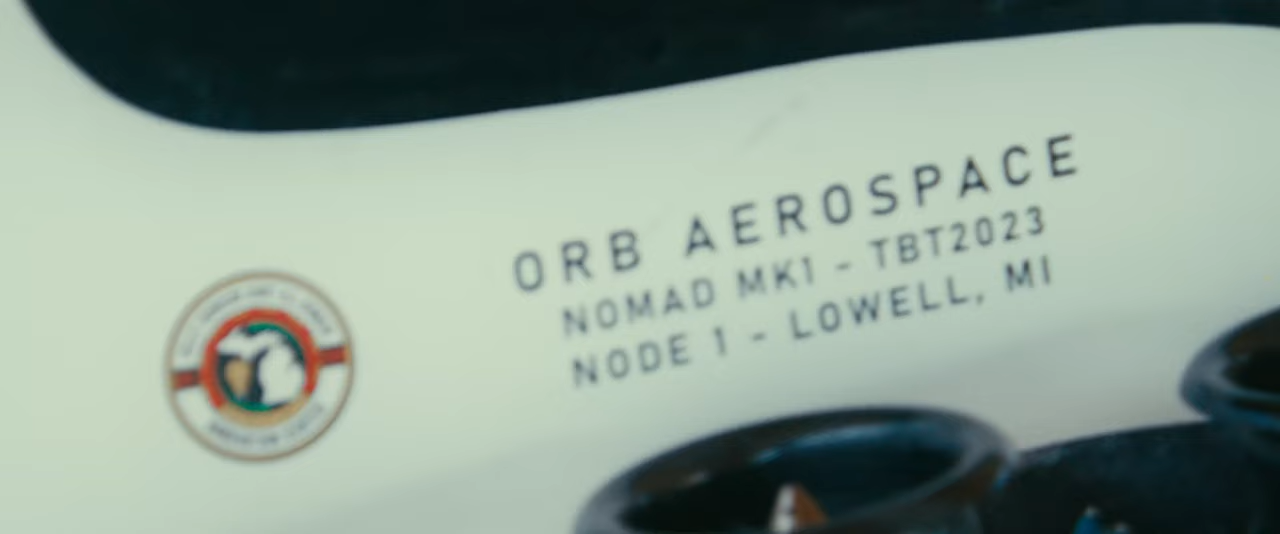 ORB AEROSPACE
NOMAD MK1 - TBT2023
NODE 1 - LOWELL, MI